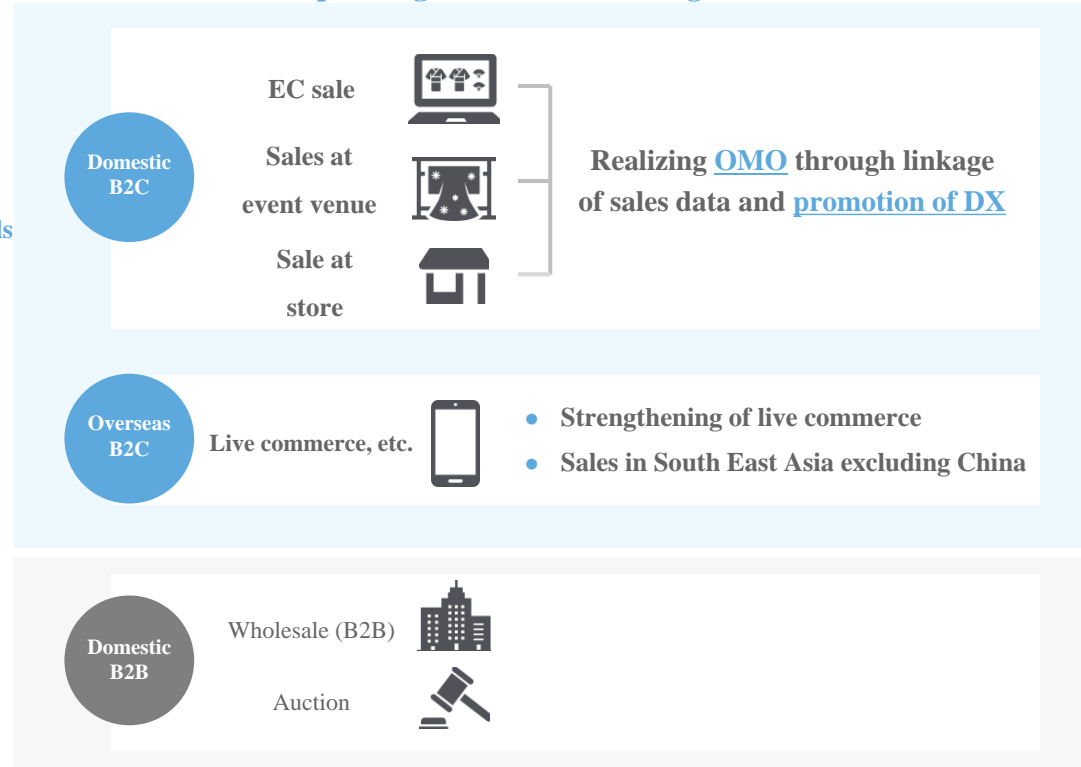 EC sale
Domestic
B2C
Sales at
event venue
Sale at
store
Realizing OMO through linkage
of sales data and promotion of DX
Overseas
B2C
Live commerce, etc.
● Strengthening of live commerce
● Sales in South East Asia excluding China
Domestic
B2B
Wholesale (B2B)
Auction